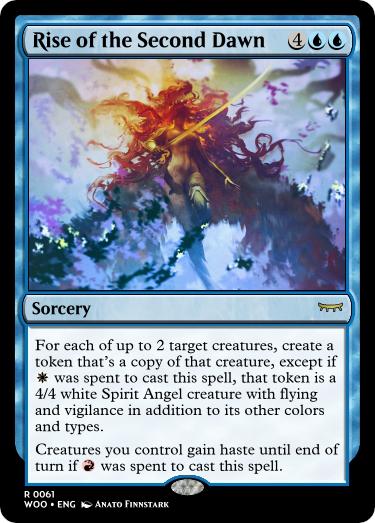 Rise of the Second Dawn 4
Sorcery
For each of up to 2 target creatures, create a
token that's a copy of that creature, except if
was spent to cast this spell, that token is a
4/4 white Spirit Angel creature with flying
and vigilance in addition to its other colors
and types.
Creatures you control gain haste until end of
turn if was spent to cast this spell.
R 0061
WOO • ENG Anato Finnstark